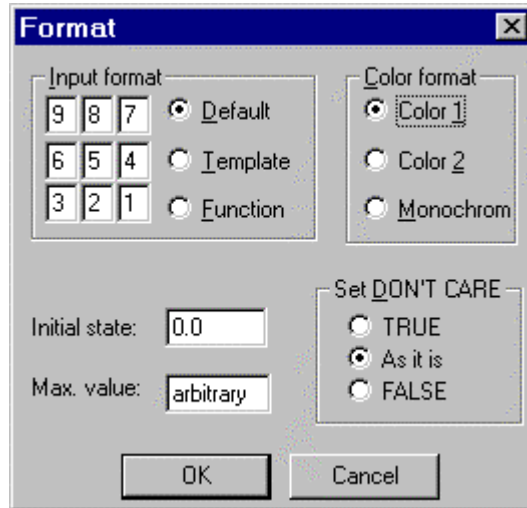 Format
Input format
9 8 7 Default
6 5 4 Template
3 2 1 Function
Color format
Color 1
Color 2
Monochrom
Initial state: 0.0
Max. value: arbitrary
Set DON'T CARE
TRUE
As it is
FALSE
OK Cancel